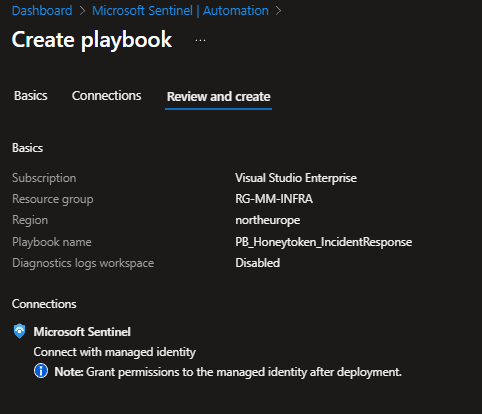 Dashboard > Microsoft Sentinel | Automation >
Create playbook ...
Basics Connections Review and create
Basics
Subscription Visual Studio Enterprise
Resource group RG-MM-INFRA
Region northeurope
Playbook name PB_Honeytoken_IncidentResponse
Diagnostics logs workspace Disabled
Connections
Microsoft Sentinel
Connect with managed identity
Note: Grant permissions to the managed identity after deployment.